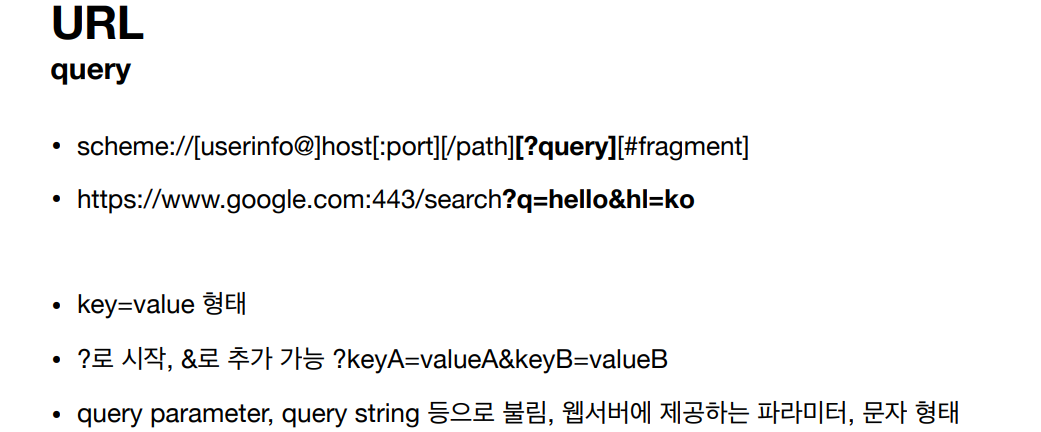 URL
query
• scheme://[userinfo@]host[:port][/path][?query][#fragment]
• https://www.google.com:443/search?q=hello&hl=ko
• key=value 형태
• ?로 시작, &로 추가 가능 ?keyA=valueA&keyB=valueB
• query parameter, query string 등으로 불림, 웹서버에 제공하는 파라미터, 문자 형태